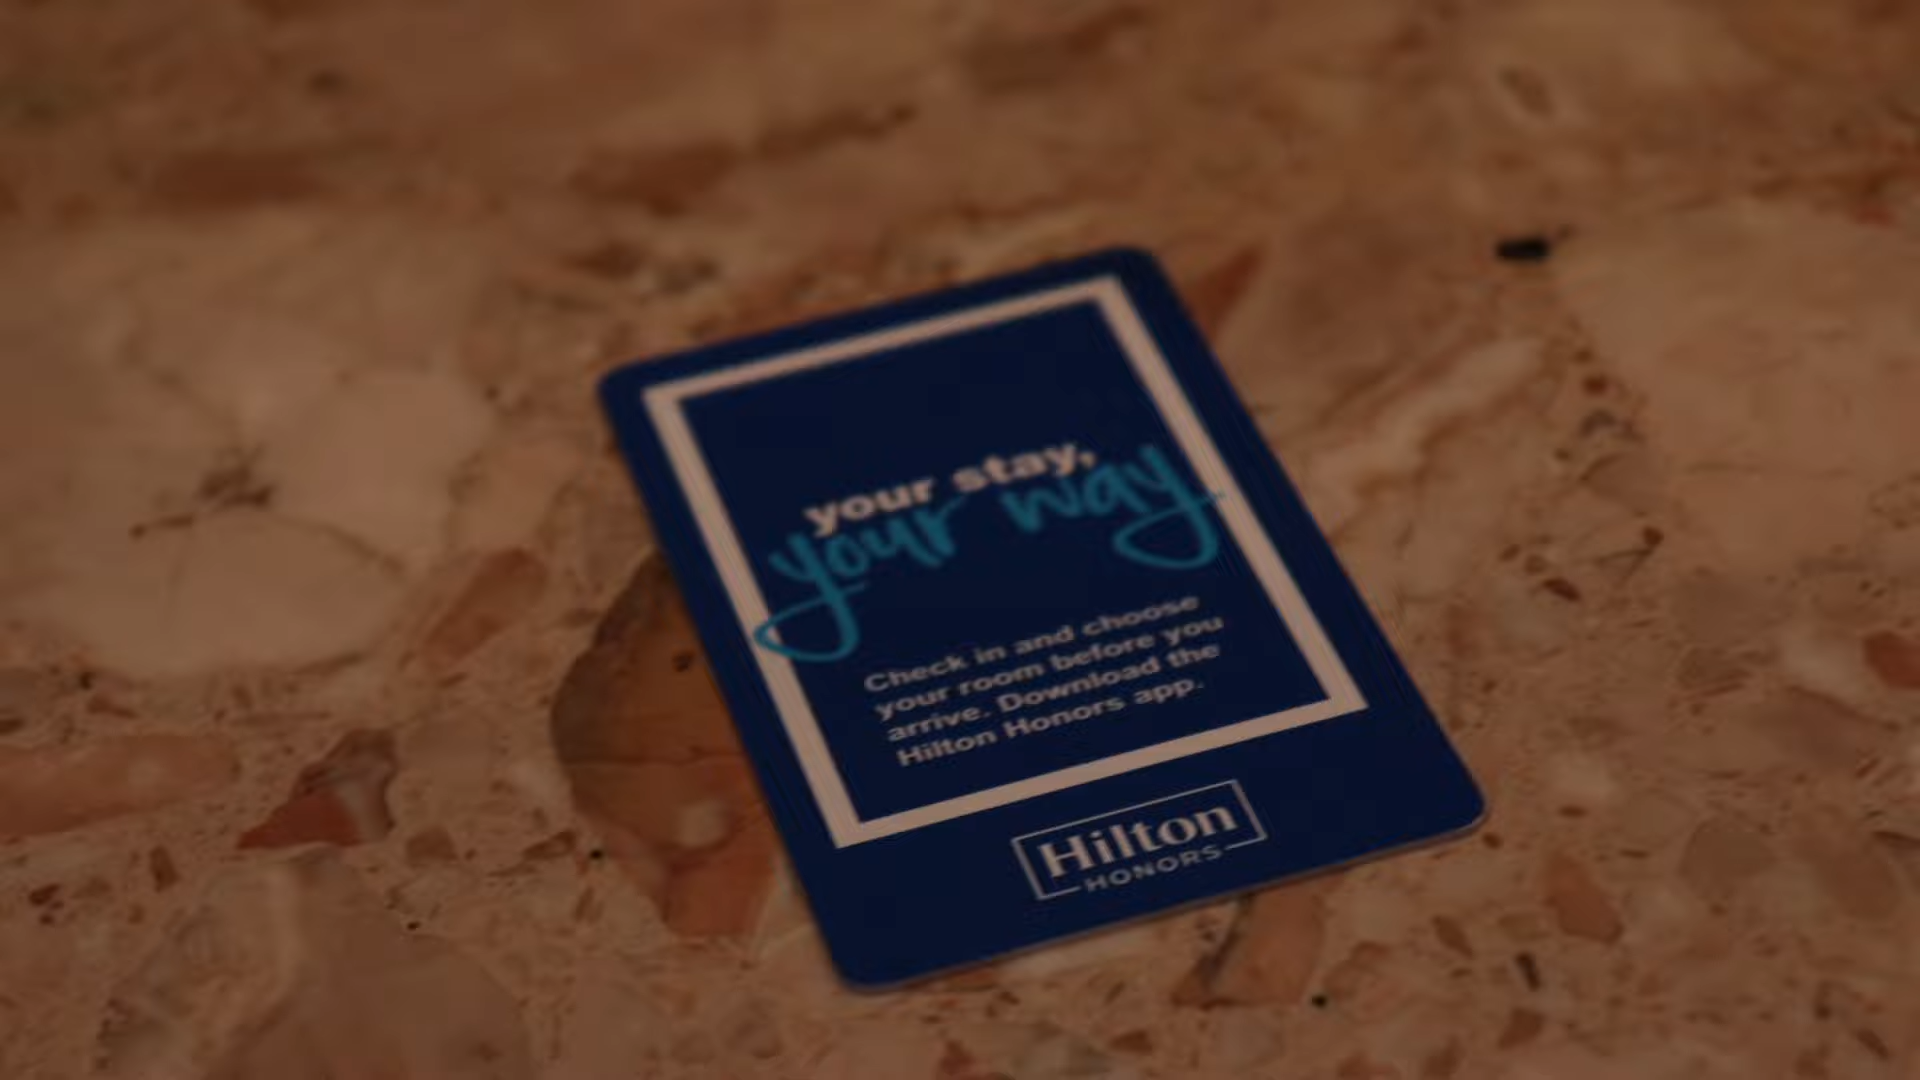 your stay,
your way
Check in and choose
your room before you
arrive. Download the
Hilton Honors app.
Hilton
HONORS